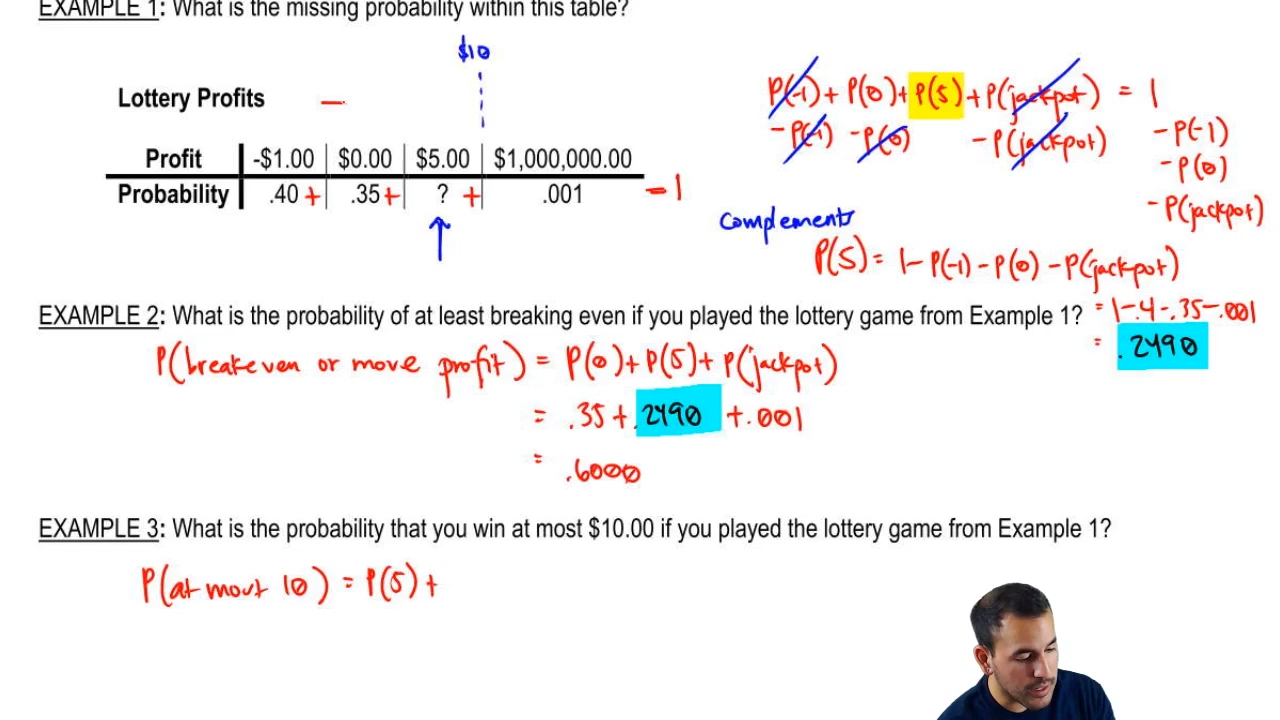 EXAMPLE 1: What is the missing probability within this table?
$10
Lottery Profits
Profit -$1.00 $0.00 $5.00 $1,000,000.00
Probability .40 + .35 + ? + .001 = 1
P(-1) + P(0) + P(5) + P(jackpot) = 1
- P(-1) - P(0) - P(jackpot) - P(-1)
- P(0)
- P(jackpot)
complements
P(5) = 1 - P(-1) - P(0) - P(jackpot)
= 1 - .4 - .35 - .001
= .2490
EXAMPLE 2: What is the probability of at least breaking even if you played the lottery game from Example 1?
P(breakeven or move profit) = P(0) + P(5) + P(jackpot)
= .35 + .2490 + .001
= .6000
EXAMPLE 3: What is the probability that you win at most $10.00 if you played the lottery game from Example 1?
P(at most 10) = P(5) +